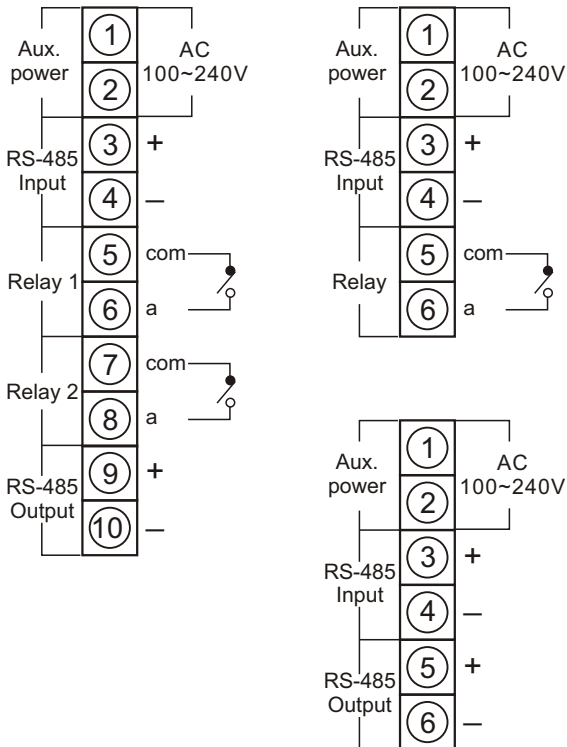 Aux.
power
1
2
AC
100~240V
RS-485
Input
3 +
4 –
Relay 1
5 com
6 a
Relay 2
7 com
8 a
RS-485
Output
9 +
10 –
Aux.
power
1
2
AC
100~240V
RS-485
Input
3 +
4 –
Relay
5 com
6 a
Aux.
power
1
2
AC
100~240V
RS-485
Input
3 +
4 –
RS-485
Output
5 +
6 –